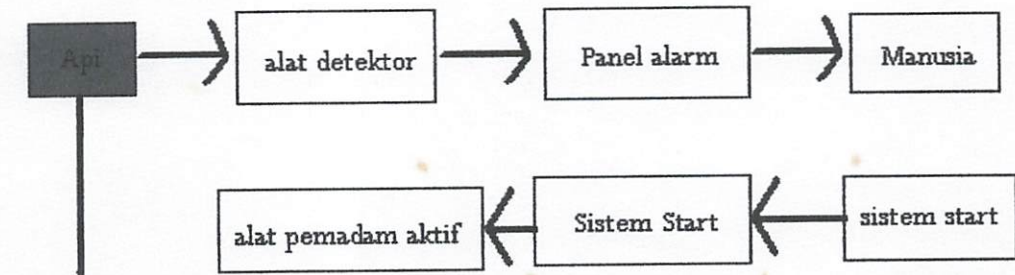 Api
alat detektor
Panel alarm
Manusia
alat pemadam aktif
Sistem Start
sistem start